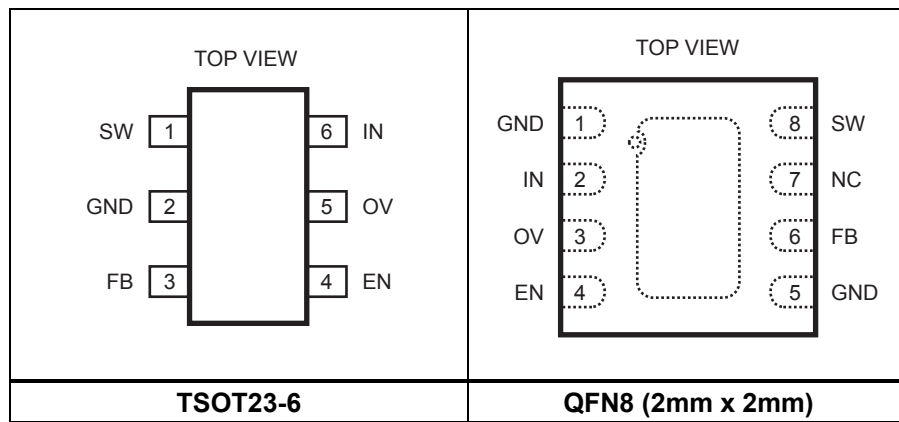 TOP VIEW
SW 1 6 IN
GND 2 5 OV
FB 3 4 EN
TSOT23-6
TOP VIEW
GND 1 8 SW
IN 2 7 NC
OV 3 6 FB
EN 4 5 GND
QFN8 (2mm x 2mm)